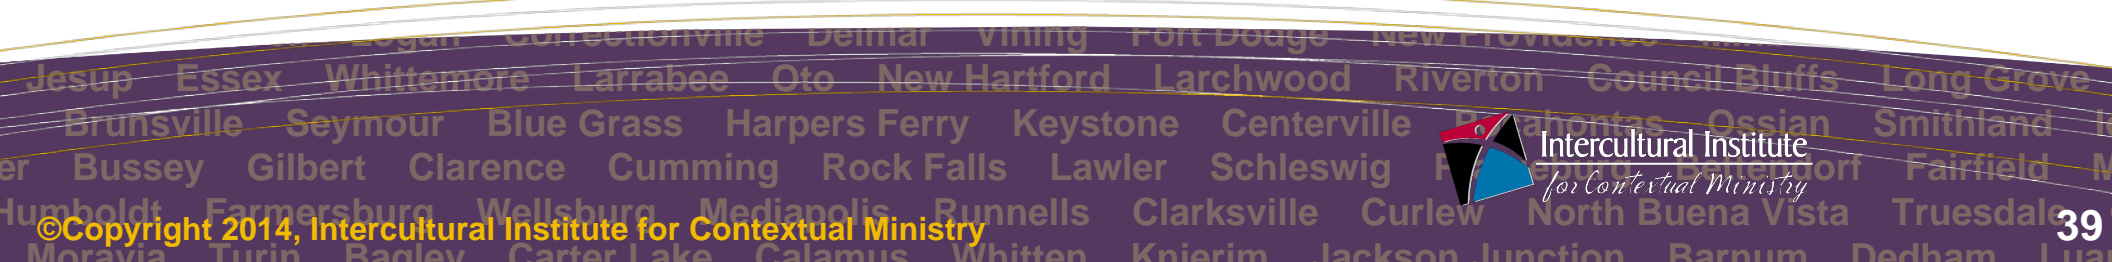 Logan Correctionville Delmar Vining Fort Dodge New Providence
Jesup Essex Whittemore Larrabee Oto New Hartford Larchwood Riverton Council Bluffs Long Grove
Brunsville Seymour Blue Grass Harpers Ferry Keystone Centerville Pocahontas Ossian Smithland
er Bussey Gilbert Clarence Cumming Rock Falls Lawler Schleswig Bettendorf Fairfield M
Intercultural Institute
for Contextual Ministry
Humboldt Farmersburg Wellsburg Mediapolis Runnells Clarksville Curlew North Buena Vista Truesdale
©Copyright 2014, Intercultural Institute for Contextual Ministry
39
Moravia Turin Bagley Carter Lake Calamus Whitten Knierim Jackson Junction Barnum Dedham Lua